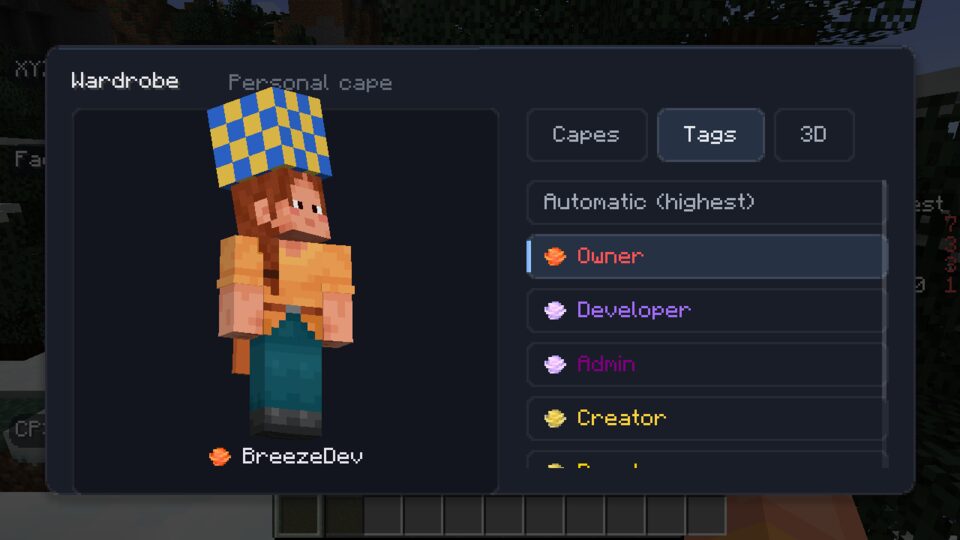 Wardrobe
Personal cape
Capes
Tags
3D
Automatic (highest)
Owner
Developer
Admin
Creator
BreezeDev